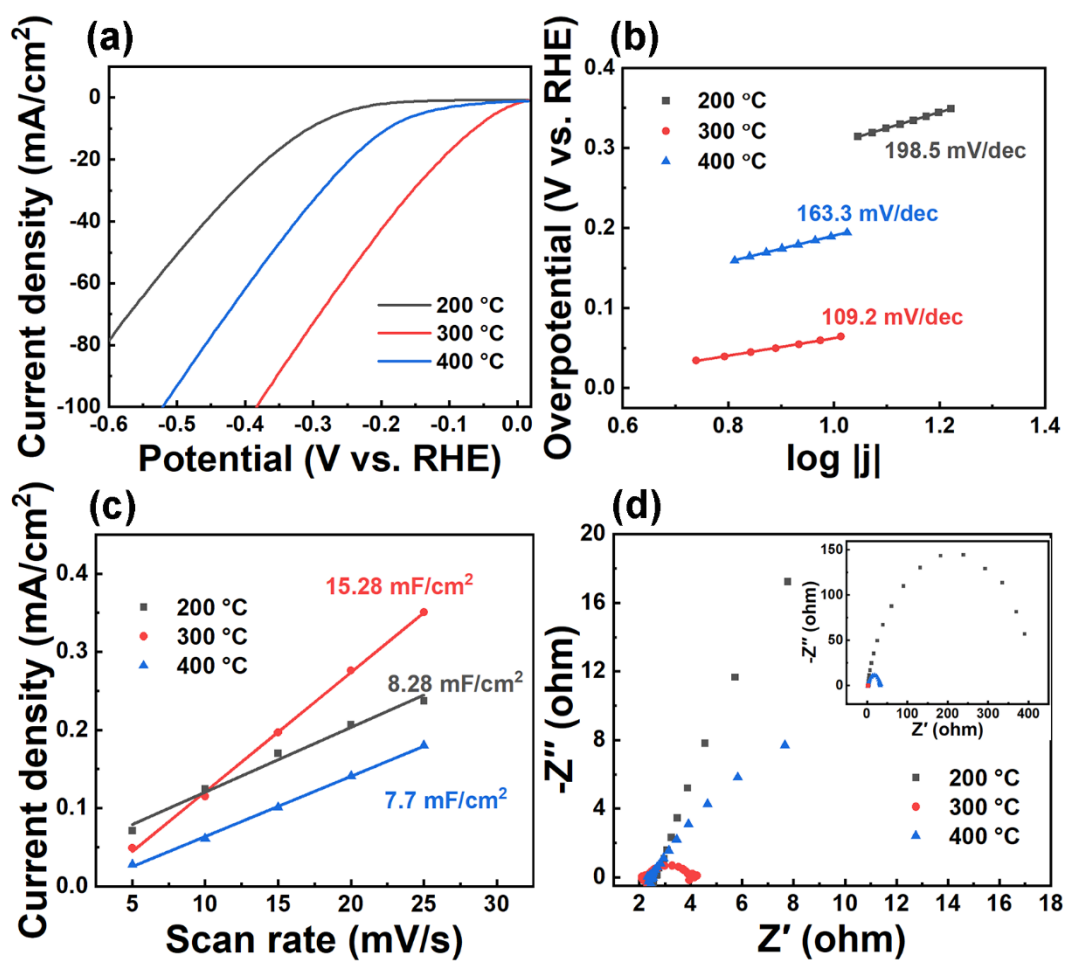 (a)
Current density (mA/cm²)
0
-20
-40
-60
-80
-100
-0.6
-0.5
-0.4
-0.3
-0.2
-0.1
0.0
Potential (V vs. RHE)
200 °C
300 °C
400 °C
(b)
Overpotential (V vs. RHE)
0.4
0.3
0.2
0.1
0.0
0.6
0.8
1.0
1.2
1.4
log |j|
200 °C
300 °C
400 °C
198.5 mV/dec
163.3 mV/dec
109.2 mV/dec
(c)
Current density (mA/cm²)
0.4
0.3
0.2
0.1
0.0
5
10
15
20
25
30
Scan rate (mV/s)
200 °C
300 °C
400 °C
15.28 mF/cm²
8.28 mF/cm²
7.7 mF/cm²
(d)
-Z″ (ohm)
20
16
12
8
4
0
2
4
6
8
10
12
14
16
18
Z′ (ohm)
200 °C
300 °C
400 °C
-Z″ (ohm)
150
100
50
0
0
100
200
300
400
Z′ (ohm)